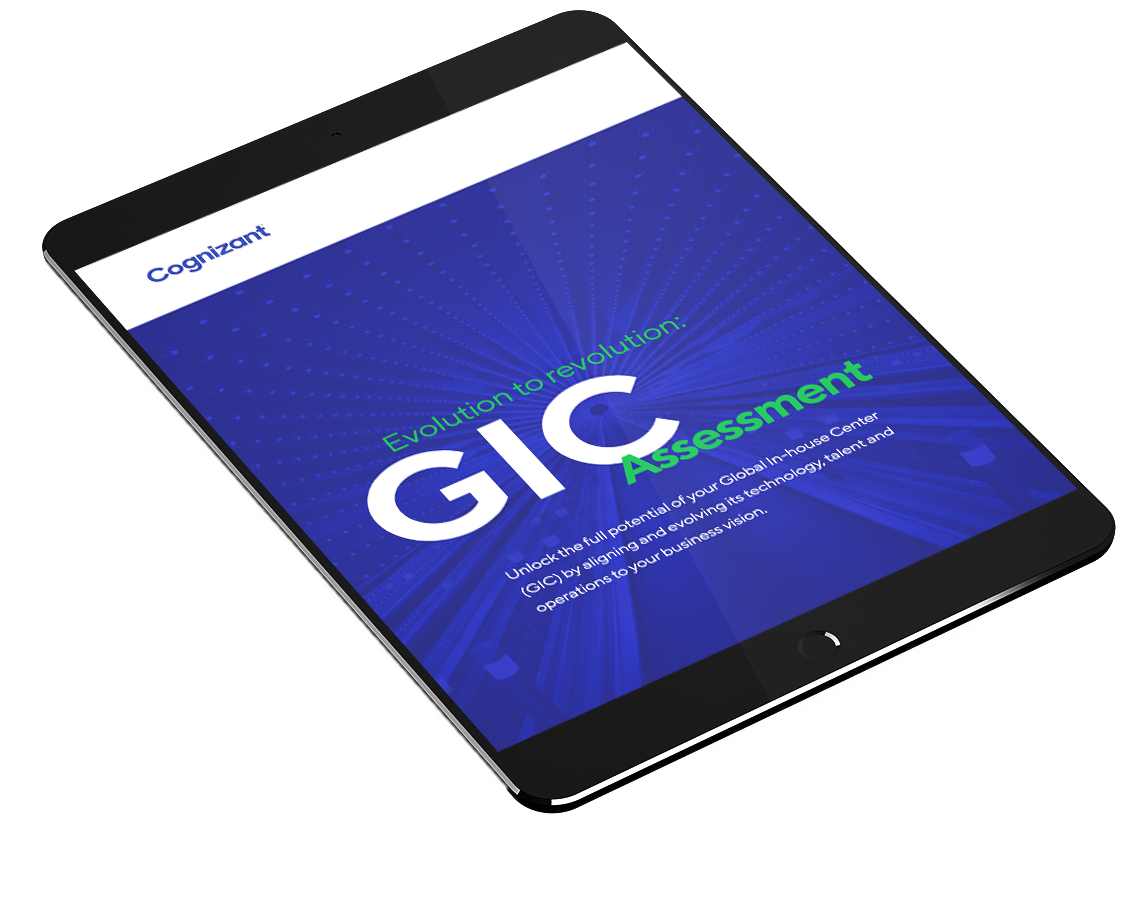 Cognizant
Evolution to revolution:
GIC
Assessment
Unlock the full potential of your Global In-house Center
(GIC) by aligning and evolving its technology, talent and
operations to your business vision.